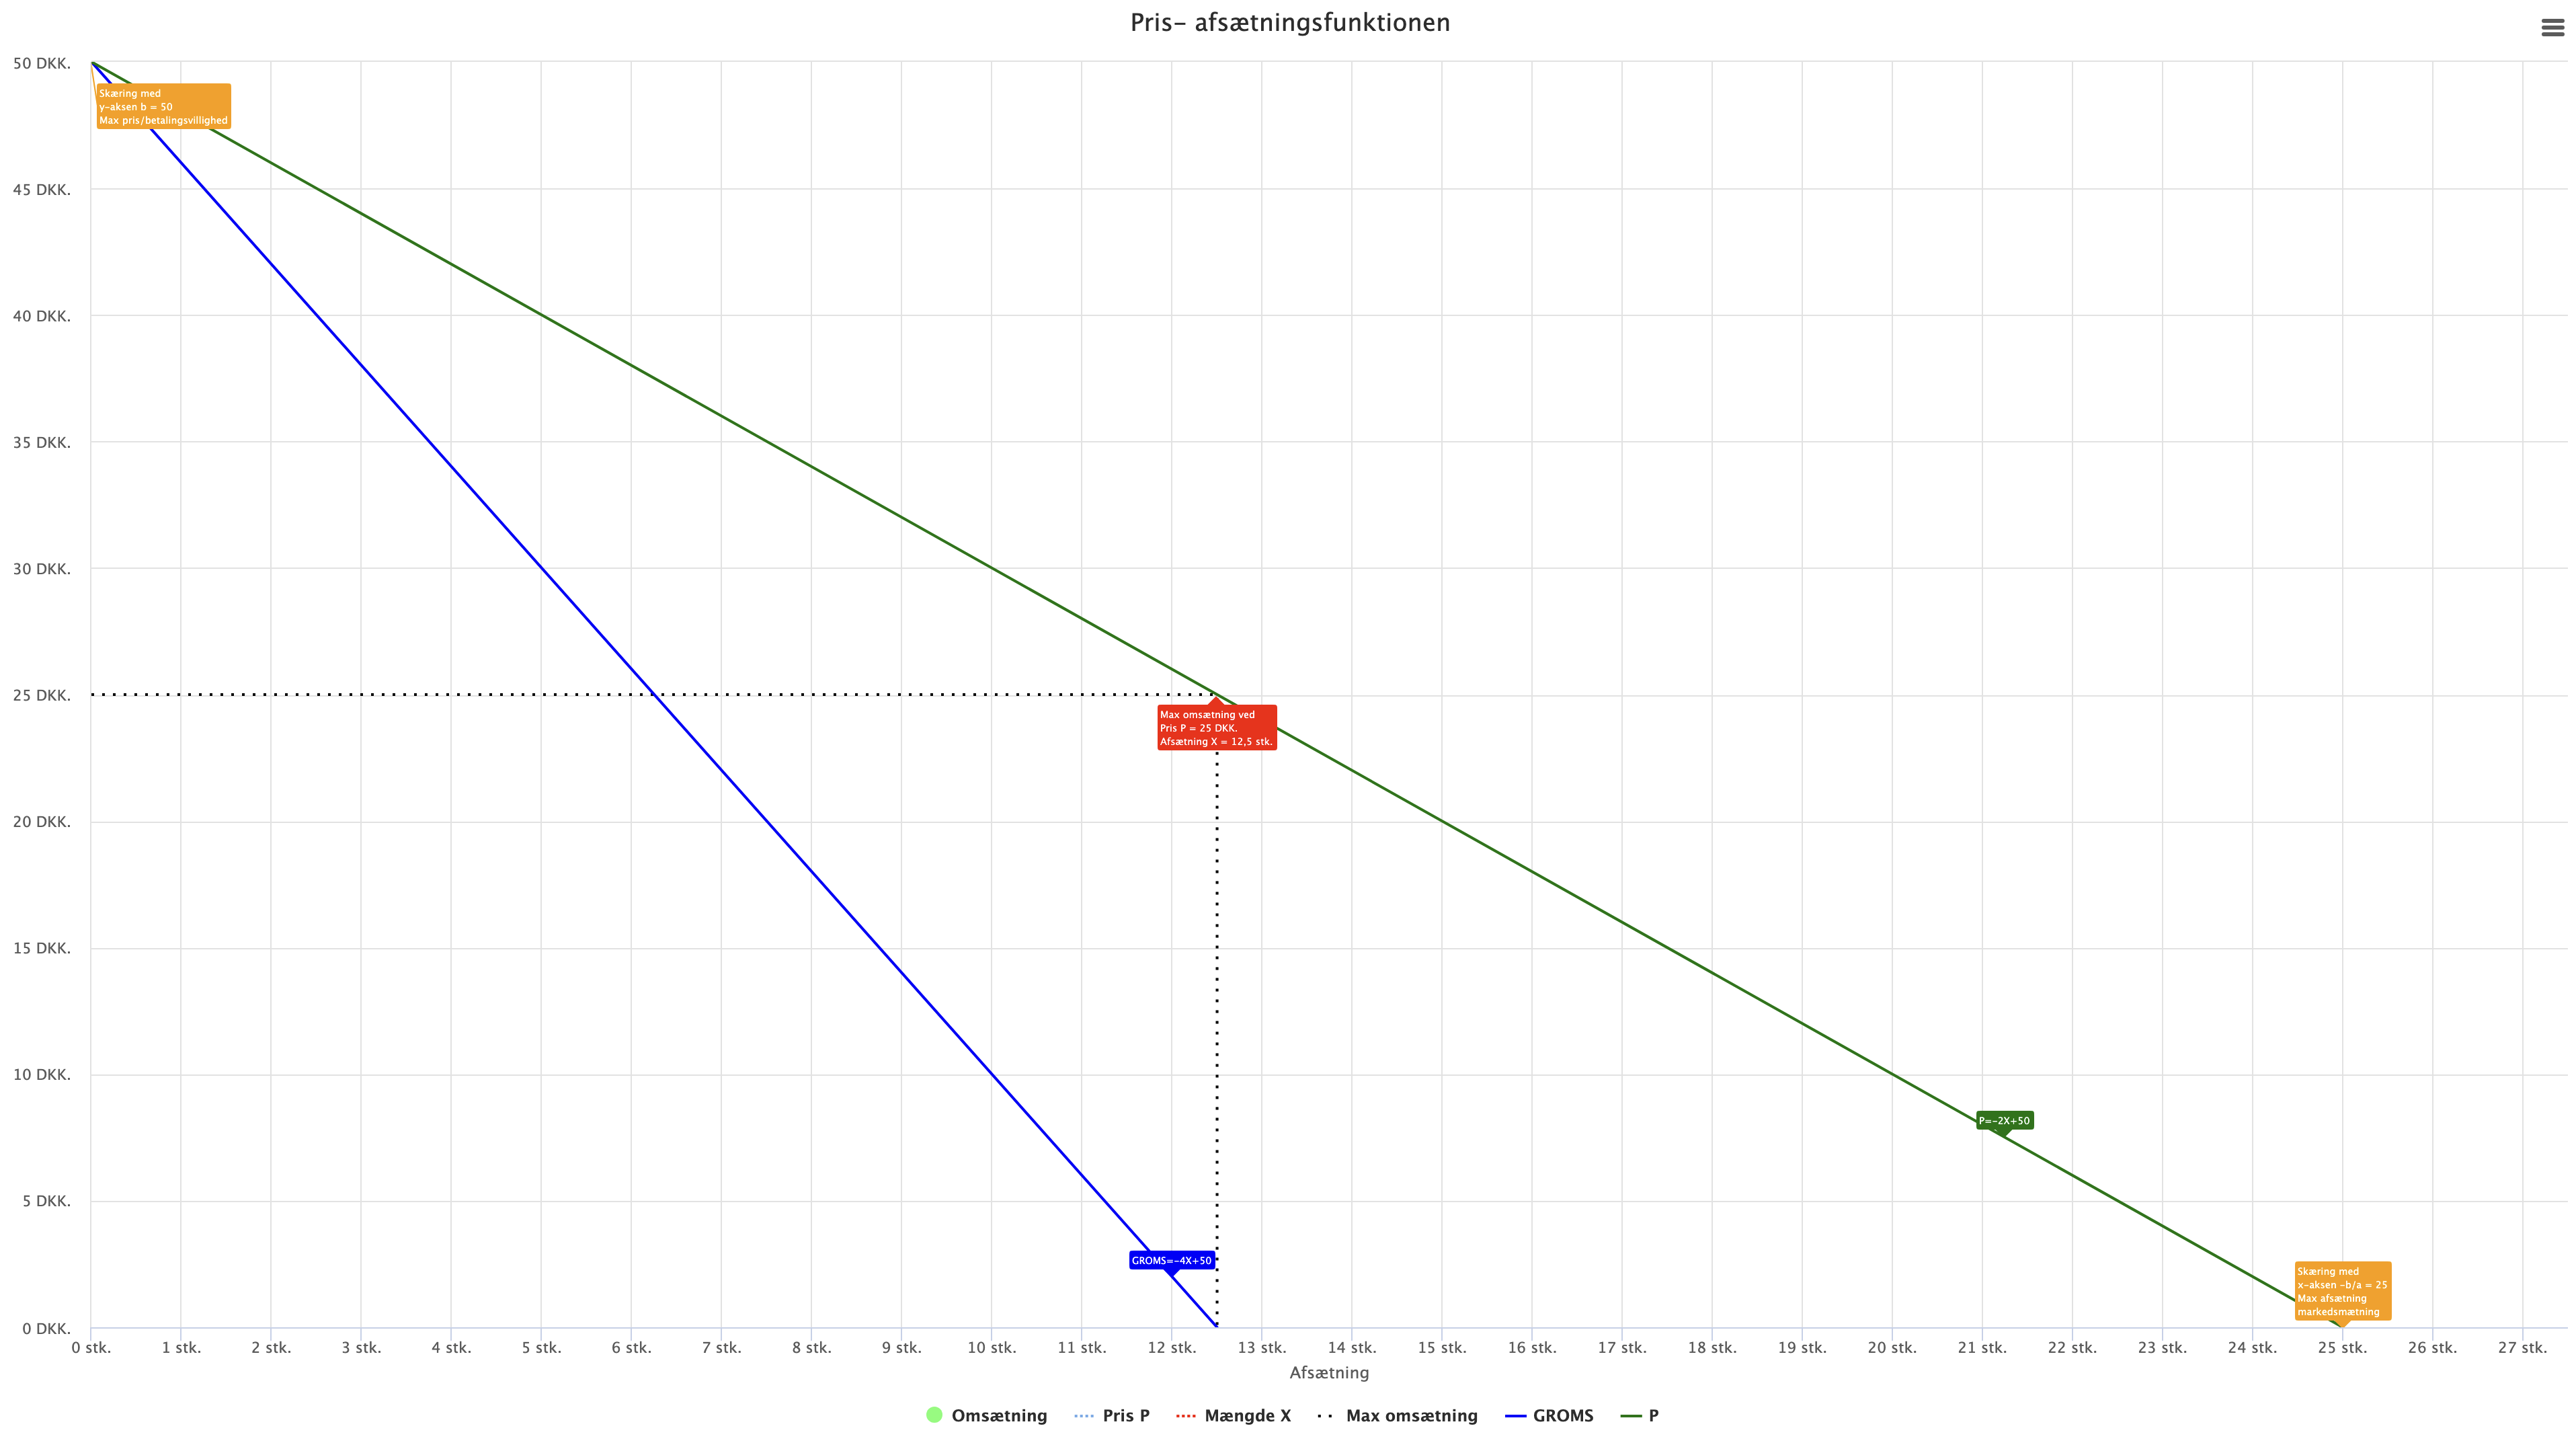 Pris- afsætningsfunktionen
50 DKK.
45 DKK.
40 DKK.
35 DKK.
30 DKK.
25 DKK.
20 DKK.
15 DKK.
10 DKK.
5 DKK.
0 DKK.
Skæring med
y-aksen b = 50
Max pris/betalingsvillighed
Max omsætning ved
Pris P = 25 DKK.
Afsætning X = 12,5 stk.
P=-2X+50
GROMS=-4X+50
Skæring med
x-aksen -b/a = 25
Max afsætning
markedsmætning
0 stk. 1 stk. 2 stk. 3 stk. 4 stk. 5 stk. 6 stk. 7 stk. 8 stk. 9 stk. 10 stk. 11 stk. 12 stk. 13 stk. 14 stk. 15 stk. 16 stk. 17 stk. 18 stk. 19 stk. 20 stk. 21 stk. 22 stk. 23 stk. 24 stk. 25 stk. 26 stk. 27 stk.
Afsætning
Omsætning Pris P Mængde X Max omsætning GROMS P